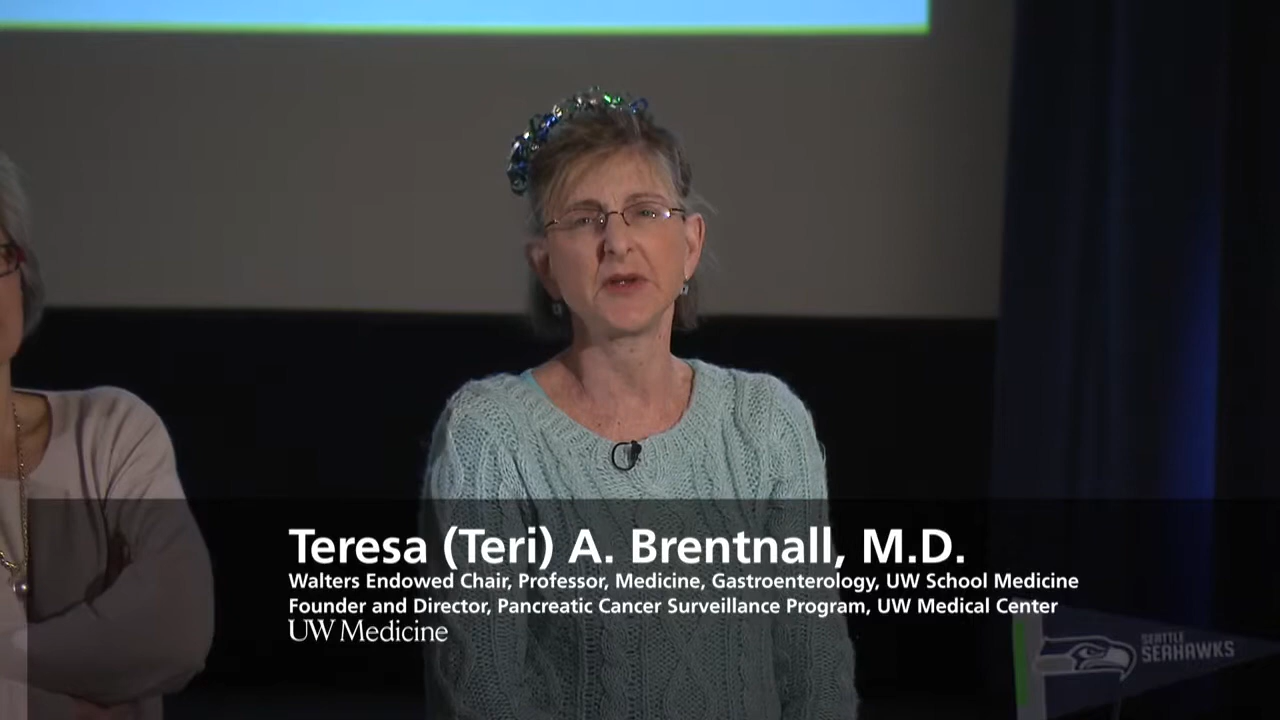 Teresa (Teri) A. Brentnall, M.D.
Walters Endowed Chair, Professor, Medicine, Gastroenterology, UW School Medicine
Founder and Director, Pancreatic Cancer Surveillance Program, UW Medical Center
UW Medicine
SEATTLE
SEAHAWKS